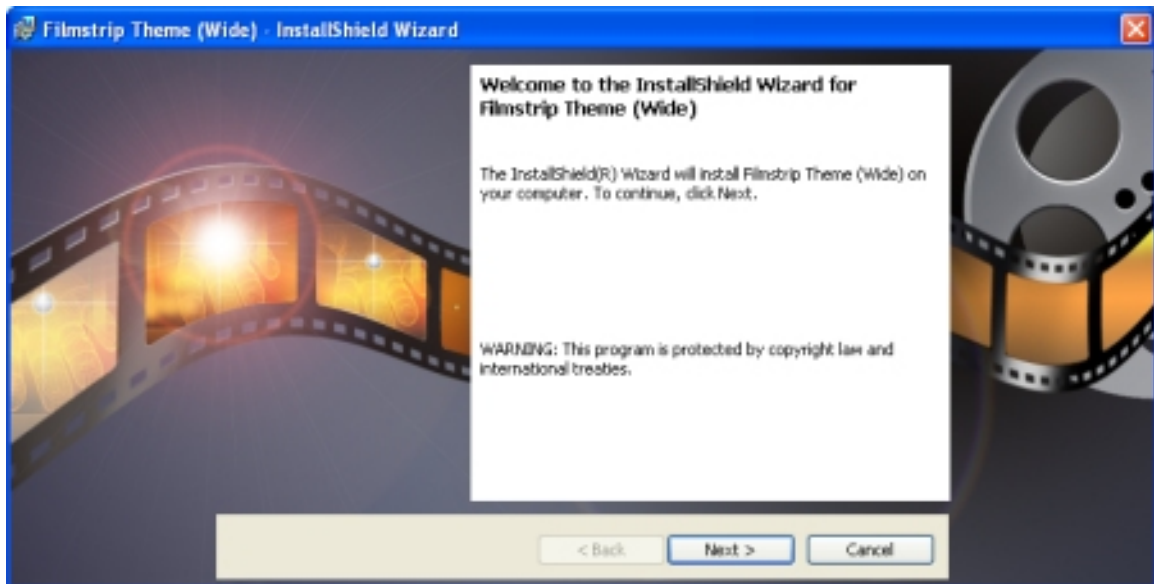 Filmstrip Theme (Wide) - InstallShield Wizard
Welcome to the InstallShield Wizard for
Filmstrip Theme (Wide)
The InstallShield(R) Wizard will install Filmstrip Theme (Wide) on
your computer. To continue, click Next.
WARNING: This program is protected by copyright law and
international treaties.
< Back
Next >
Cancel